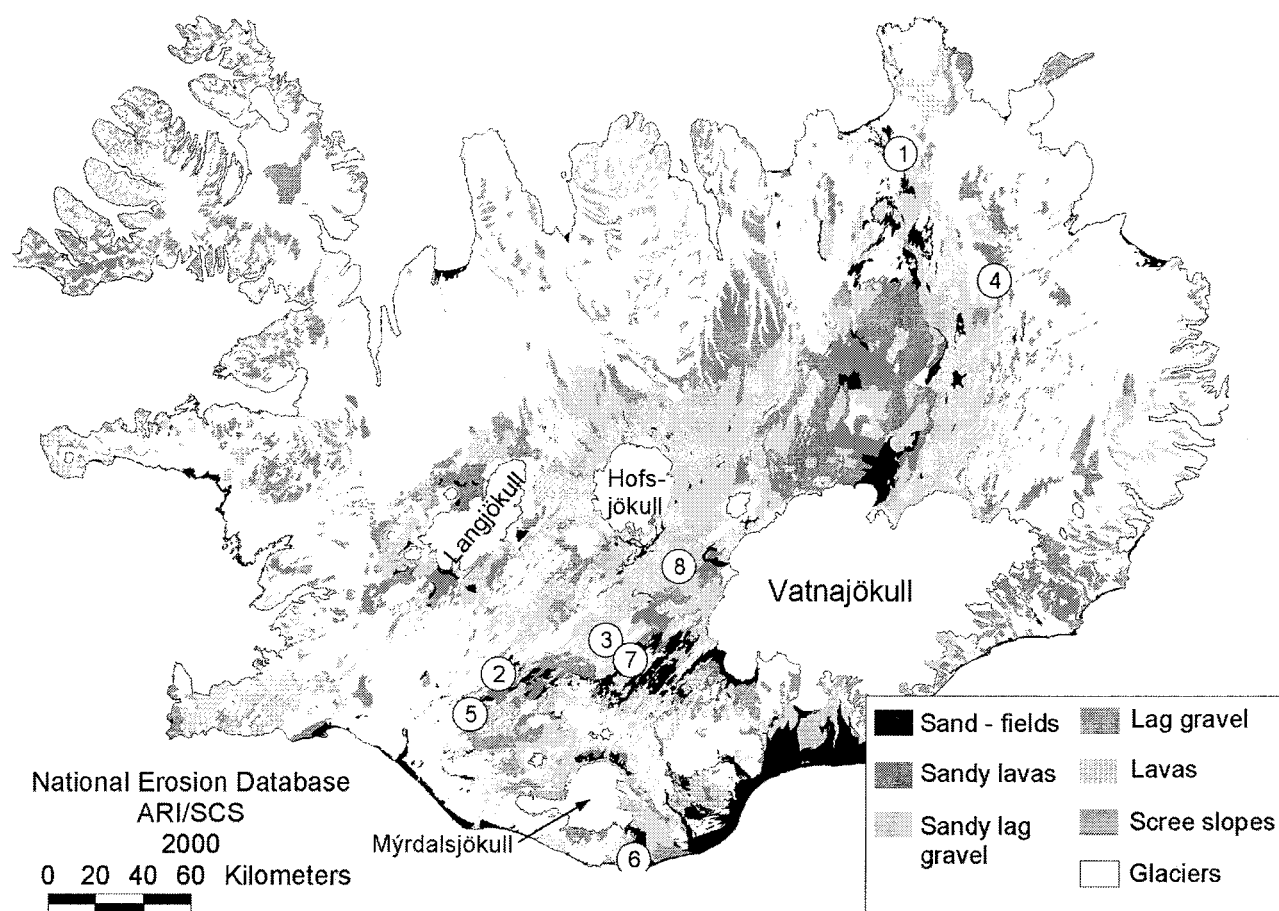 1
4
Hofs-
jökull
Langjökull
8
Vatnajökull
3
7
2
5
Mýrdalsjökull
6
National Erosion Database
ARI/SCS
2000
0 20 40 60 Kilometers
Sand - fields
Sandy lavas
Sandy lag
gravel
Lag gravel
Lavas
Scree slopes
Glaciers